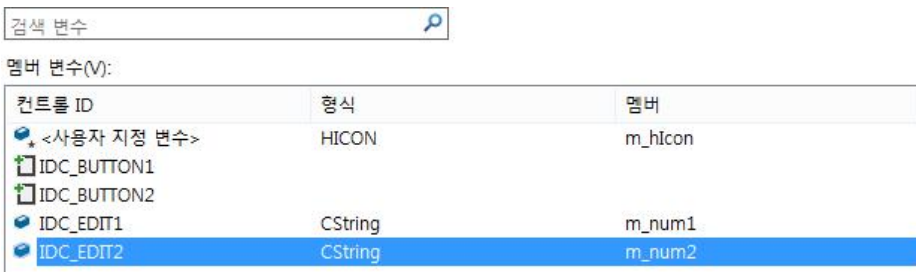 검색 변수
멤버 변수(V):
컨트롤 ID 형식 멤버
<사용자 지정 변수> HICON m_hIcon
IDC_BUTTON1
IDC_BUTTON2
IDC_EDIT1 CString m_num1
IDC_EDIT2 CString m_num2